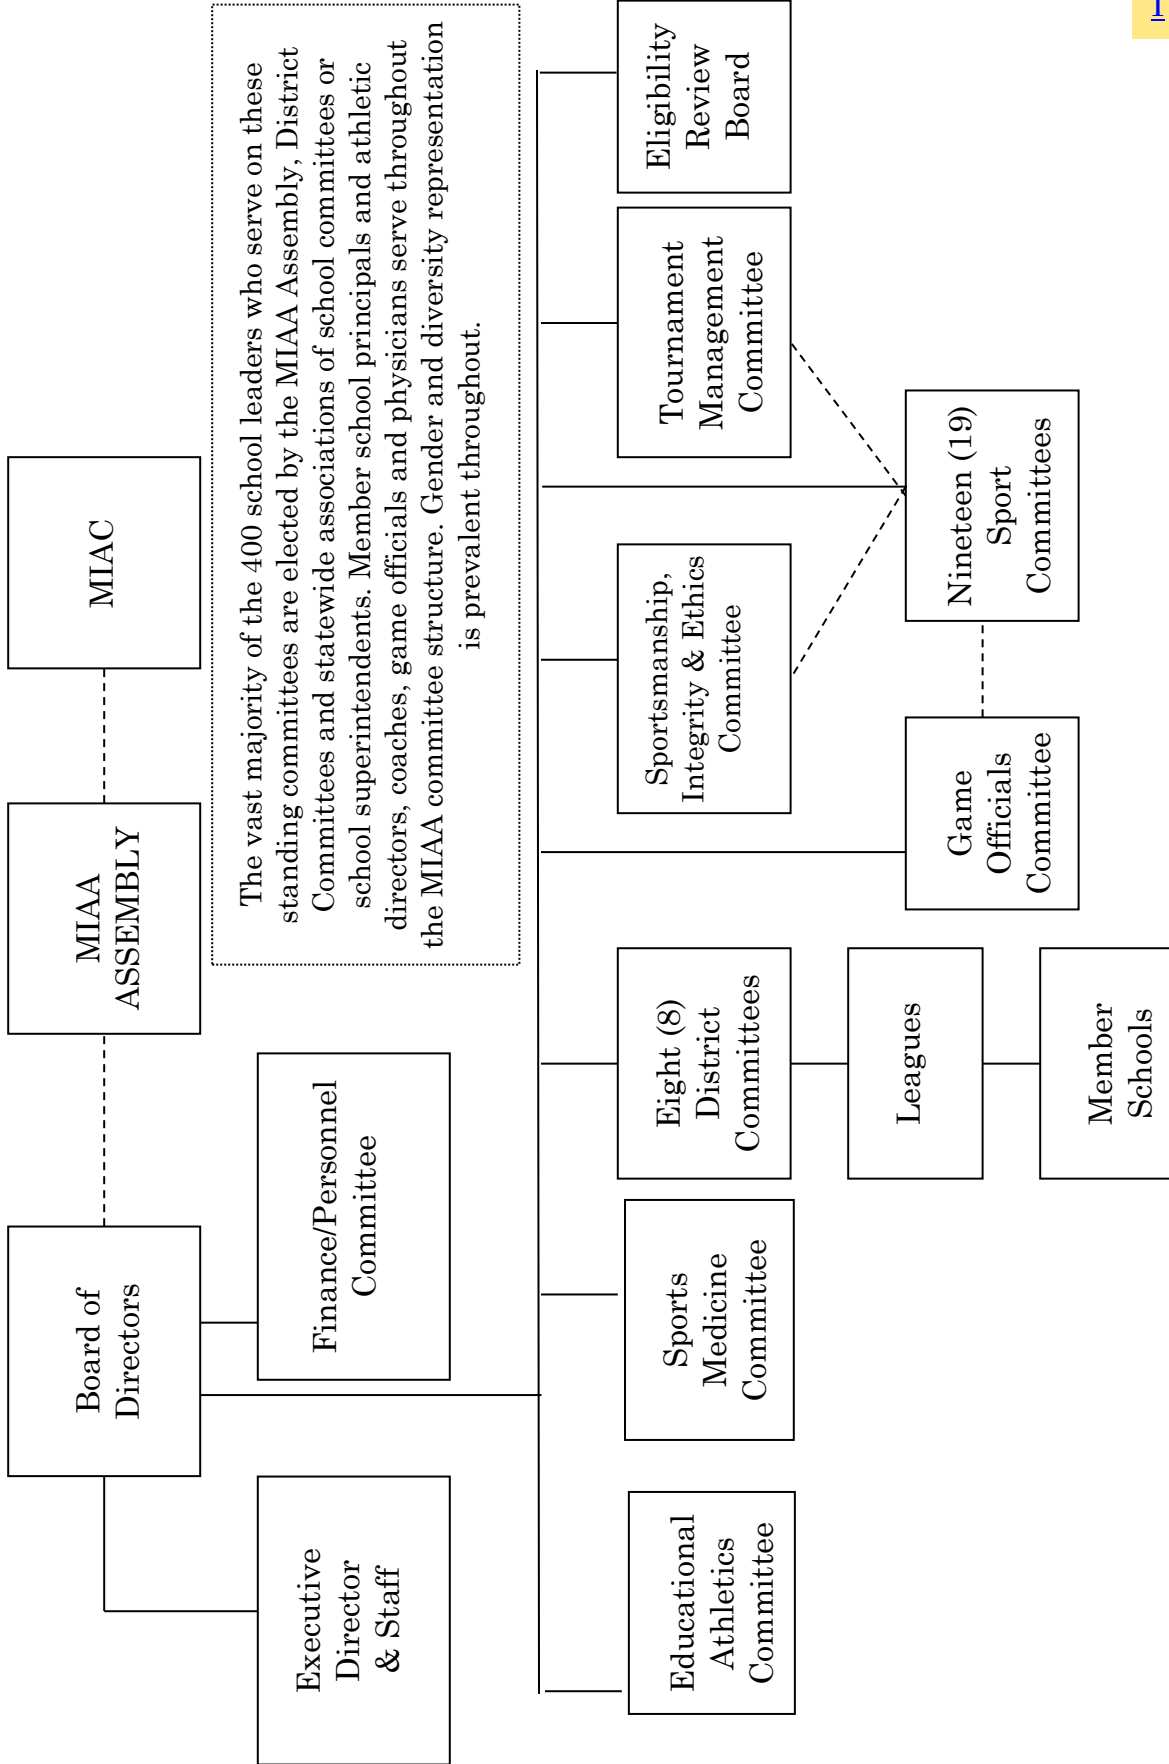 Board of
Directors
MIAA
ASSEMBLY
MIAC
Executive
Director
& Staff
Finance/Personnel
Committee
The vast majority of the 400 school leaders who serve on these
standing committees are elected by the MIAA Assembly, District
Committees and statewide associations of school committees or
school superintendents. Member school principals and athletic
directors, coaches, game officials and physicians serve throughout
the MIAA committee structure. Gender and diversity representation
is prevalent throughout.
Educational
Athletics
Committee
Sports
Medicine
Committee
Eight (8)
District
Committees
Sportsmanship,
Integrity & Ethics
Committee
Tournament
Management
Committee
Eligibility
Review
Board
Leagues
Game
Officials
Committee
Nineteen (19)
Sport
Committees
Member
Schools
1